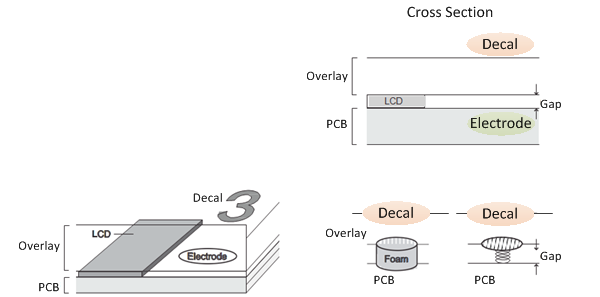 Cross Section
Decal
Overlay
LCD
Gap
PCB
Electrode
Decal 3
LCD
Overlay
Electrode
PCB
Decal
Decal
Overlay
Foam
Gap
PCB
PCB